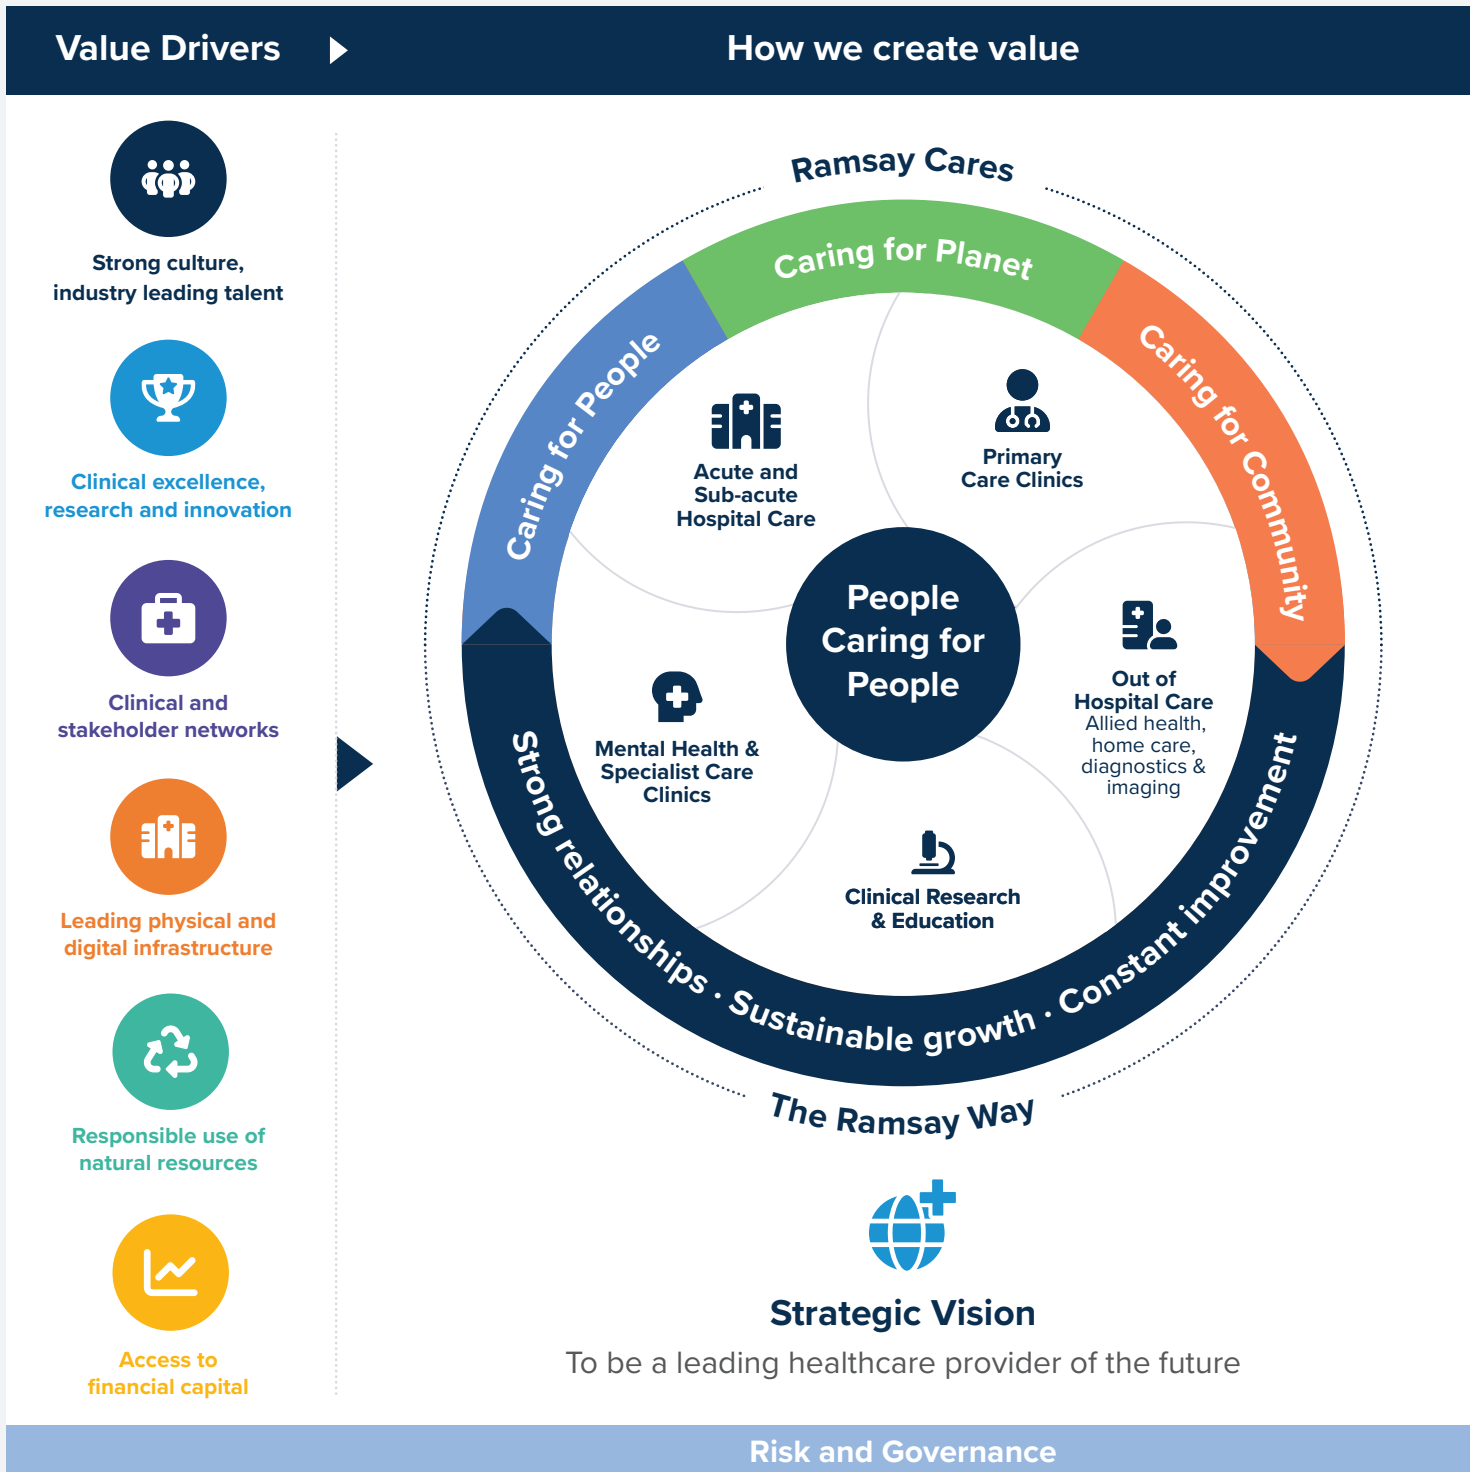 Value Drivers
How we create value
Strong culture,
industry leading talent
Clinical excellence,
research and innovation
Clinical and
stakeholder networks
Leading physical and
digital infrastructure
Responsible use of
natural resources
Access to
financial capital
Ramsay Cares
Caring for People
Caring for Planet
Caring for Community
Acute and
Sub-acute
Hospital Care
Primary
Care Clinics
People
Caring for
People
Out of
Hospital Care
Allied health,
home care,
diagnostics &
imaging
Mental Health &
Specialist Care
Clinics
Clinical Research
& Education
Strong relationships · Sustainable growth · Constant improvement
The Ramsay Way
Strategic Vision
To be a leading healthcare provider of the future
Risk and Governance